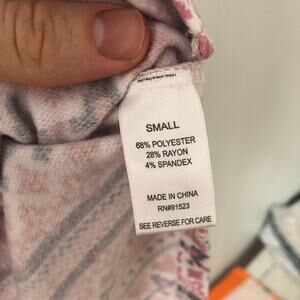 SMALL
68% POLYESTER
28% RAYON
4% SPANDEX
MADE IN CHINA
RN#91523
SEE REVERSE FOR CARE